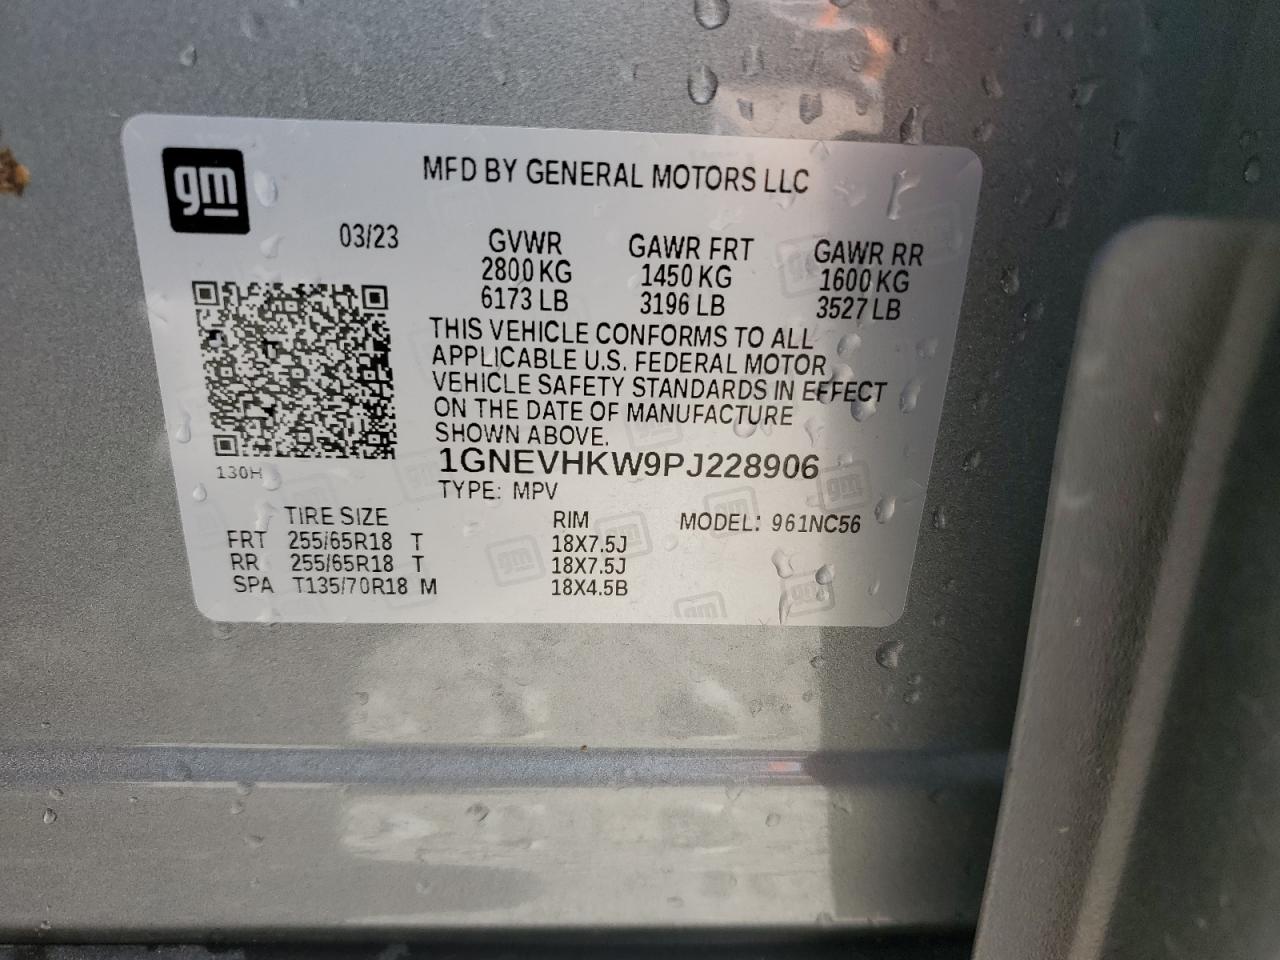 gm
MFD BY GENERAL MOTORS LLC
03/23
GVWR GAWR FRT GAWR RR
2800 KG 1450 KG 1600 KG
6173 LB 3196 LB 3527 LB
THIS VEHICLE CONFORMS TO ALL
APPLICABLE U.S. FEDERAL MOTOR
VEHICLE SAFETY STANDARDS IN EFFECT
ON THE DATE OF MANUFACTURE
SHOWN ABOVE.
130H
1GNEVHKW9PJ228906
TYPE: MPV
TIRE SIZE RIM MODEL: 961NC56
FRT 255/65R18 T 18X7.5J
RR 255/65R18 T 18X7.5J
SPA T135/70R18 M 18X4.5B